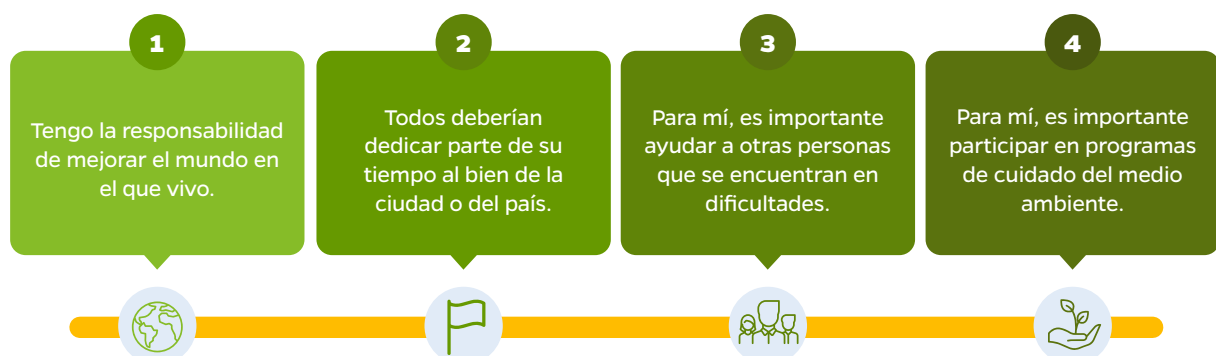 1
Tengo la responsabilidad
de mejorar el mundo en
el que vivo.
2
Todos deberían
dedicar parte de su
tiempo al bien de la
ciudad o del país.
3
Para mí, es importante
ayudar a otras personas
que se encuentran en
dificultades.
4
Para mí, es importante
participar en programas
de cuidado del medio
ambiente.